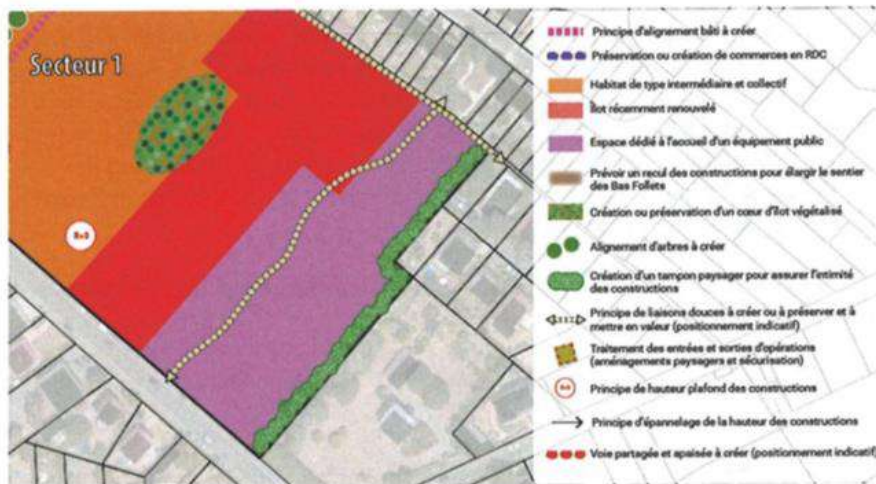 Secteur 1
Principe d'alignement bâti à créer
Préservation ou création de commerces en RDC
Habitat de type intermédiaire et collectif
Îlot récemment renouvelé
Espace dédié à l'accueil d'un équipement public
Prévoir un recul des constructions pour élargir le sentier
des Bas Follets
Création ou préservation d'un cœur d'îlot végétalisé
Alignement d'arbres à créer
Création d'un tampon paysager pour assurer l'intimité
des constructions
Principe de liaisons douces à créer ou à préserver et à
mettre en valeur (positionnement indicatif)
Traitement des entrées et sorties d'opérations
(aménagements paysagers et sécurisation)
Principe de hauteur plafond des constructions
Principe d'épannelage de la hauteur des constructions
Voie partagée et apaisée à créer (positionnement indicatif)